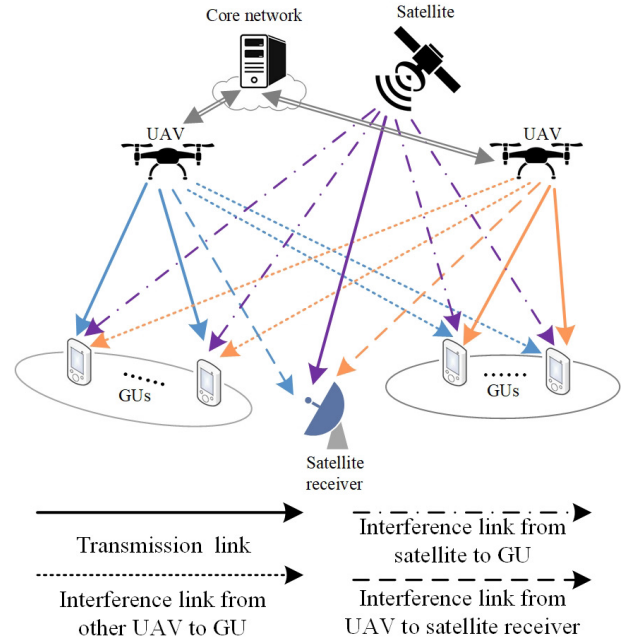 Core network
Satellite
UAV
UAV
GUs
GUs
Satellite
receiver
Transmission link
Interference link from
satellite to GU
Interference link from
other UAV to GU
Interference link from
UAV to satellite receiver